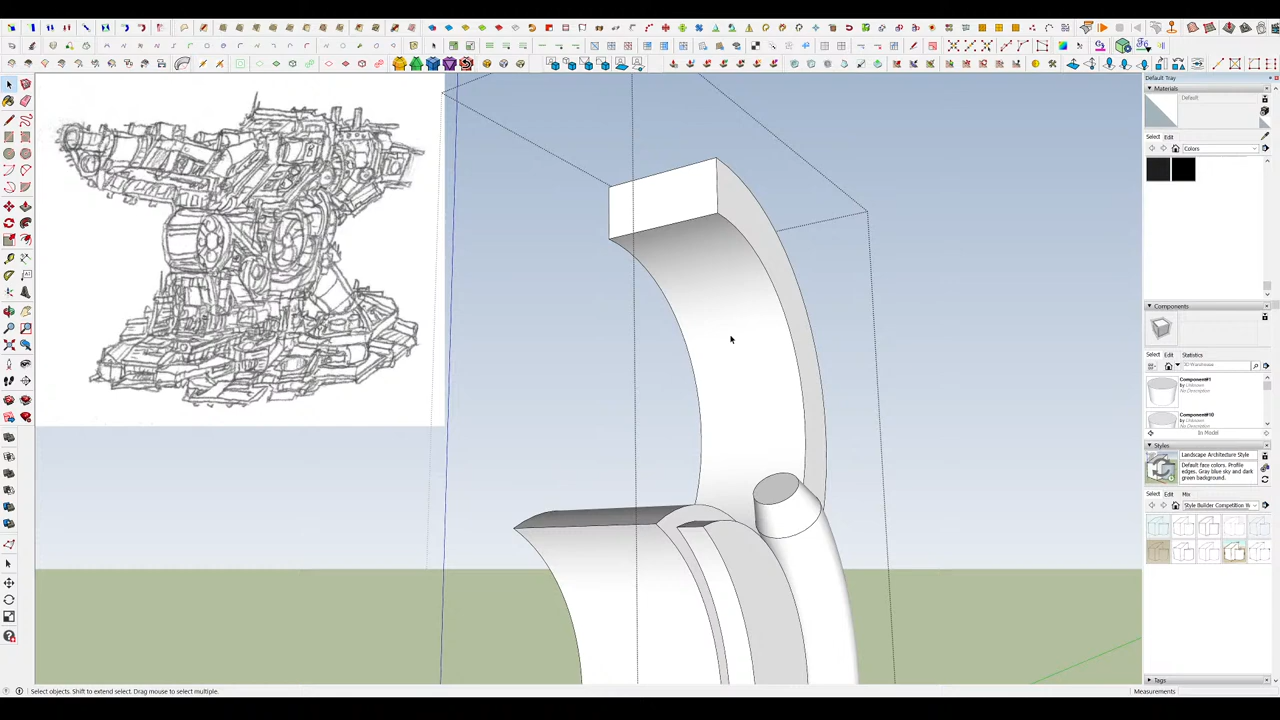 Default Tray
Materials
Default
Select Edit
Colors
Components
Select Edit Statistics
3D Warehouse
Component#1
by Unknown
No Description
Component#10
by Unknown
No Description
In Model
Styles
Landscape Architecture Style
Default face colors. Profile
edges. Gray blue sky and dark
green background.
Select Edit Mix
Tags
Select objects. Shift to extend select. Drag mouse to select multiple.
Measurements